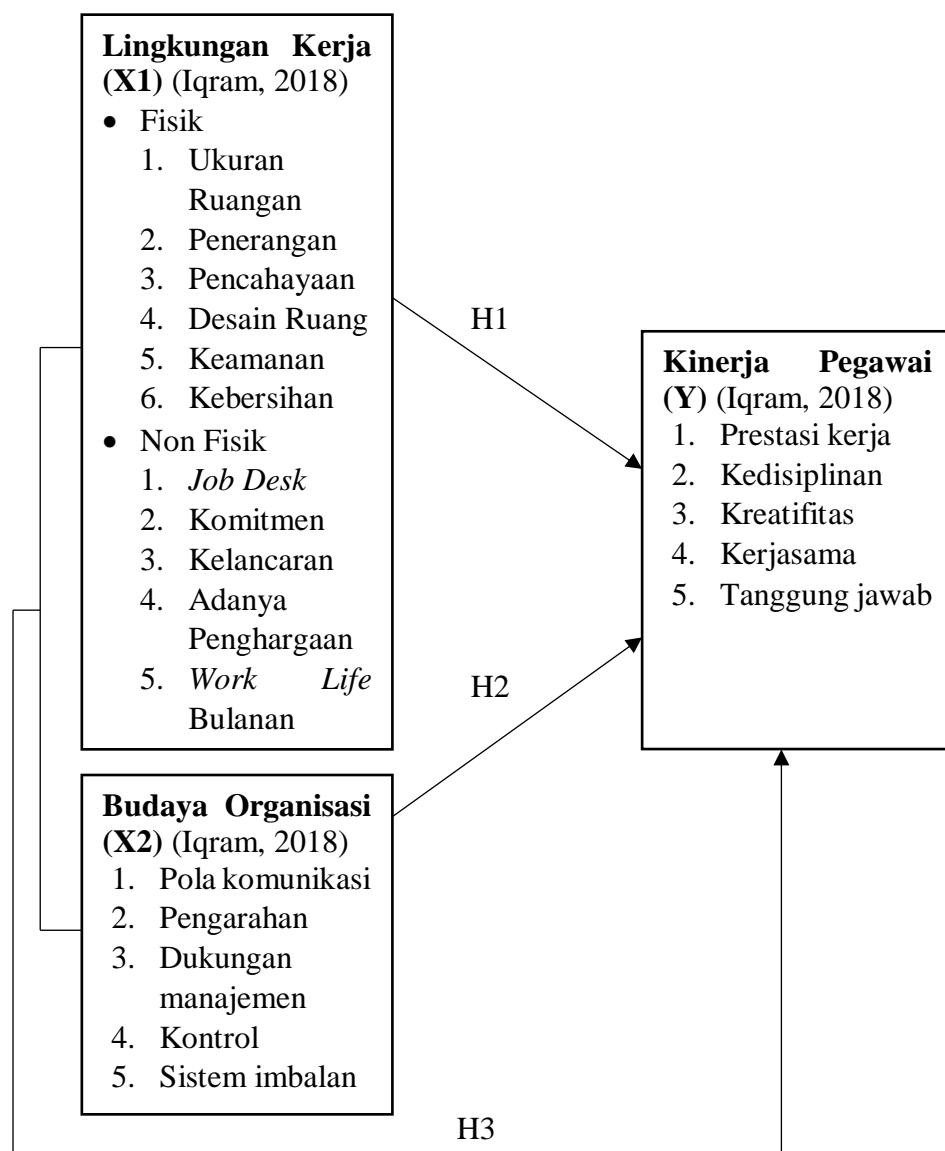 Lingkungan Kerja
(X1) (Iqram, 2018)
• Fisik
1. Ukuran
Ruangan
2. Penerangan
3. Pencahayaan
4. Desain Ruang
5. Keamanan
6. Kebersihan
• Non Fisik
1. Job Desk
2. Komitmen
3. Kelancaran
4. Adanya
Penghargaan
5. Work Life
Bulanan
H1
Kinerja Pegawai
(Y) (Iqram, 2018)
1. Prestasi kerja
2. Kedisiplinan
3. Kreatifitas
4. Kerjasama
5. Tanggung jawab
H2
Budaya Organisasi
(X2) (Iqram, 2018)
1. Pola komunikasi
2. Pengarahan
3. Dukungan
manajemen
4. Kontrol
5. Sistem imbalan
H3